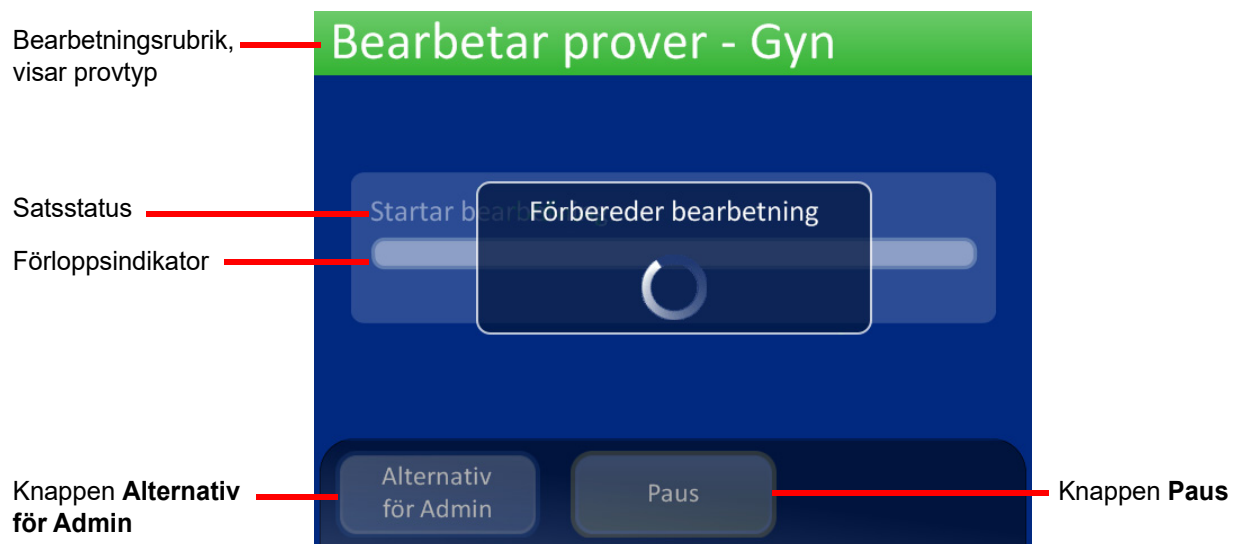 Bearbetningsrubrik,
visar provtyp
Bearbetar prover - Gyn
Satsstatus
Startar b
Förbereder bearbetning
Förloppsindikator
Knappen Alternativ
för Admin
Alternativ
för Admin
Paus
Knappen Paus